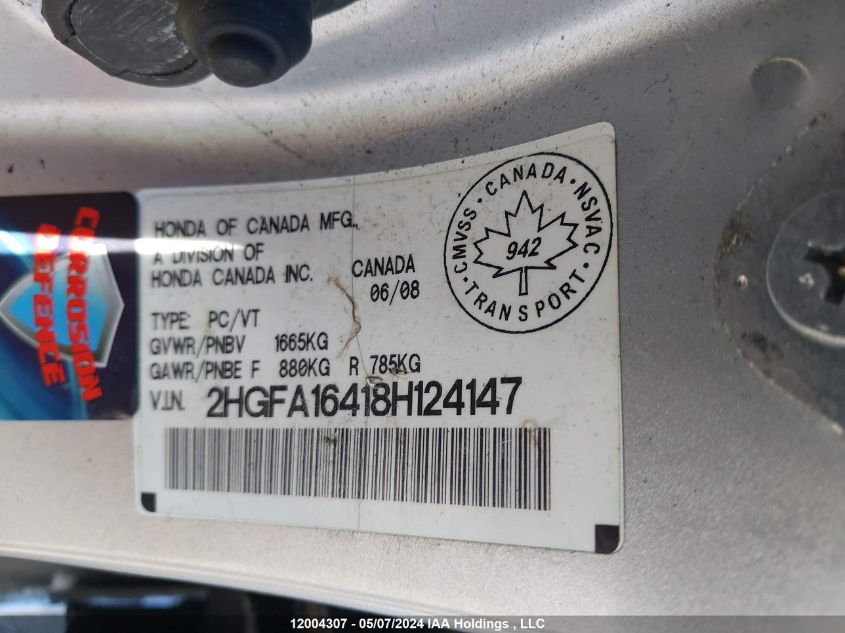 HONDA OF CANADA MFG.,
A DIVISION OF
HONDA CANADA INC.
CANADA
06/08
TYPE: PC/VT
GVWR/PNBV 1665KG
GAWR/PNBE F 880KG R 785KG
V.I.N. 2HGFA16418H124147
CMVSS · CANADA · NSVAC
942
· TRANSPORT ·
CORROSION
DEFENCE
12004307 - 05/07/2024 IAA Holdings , LLC